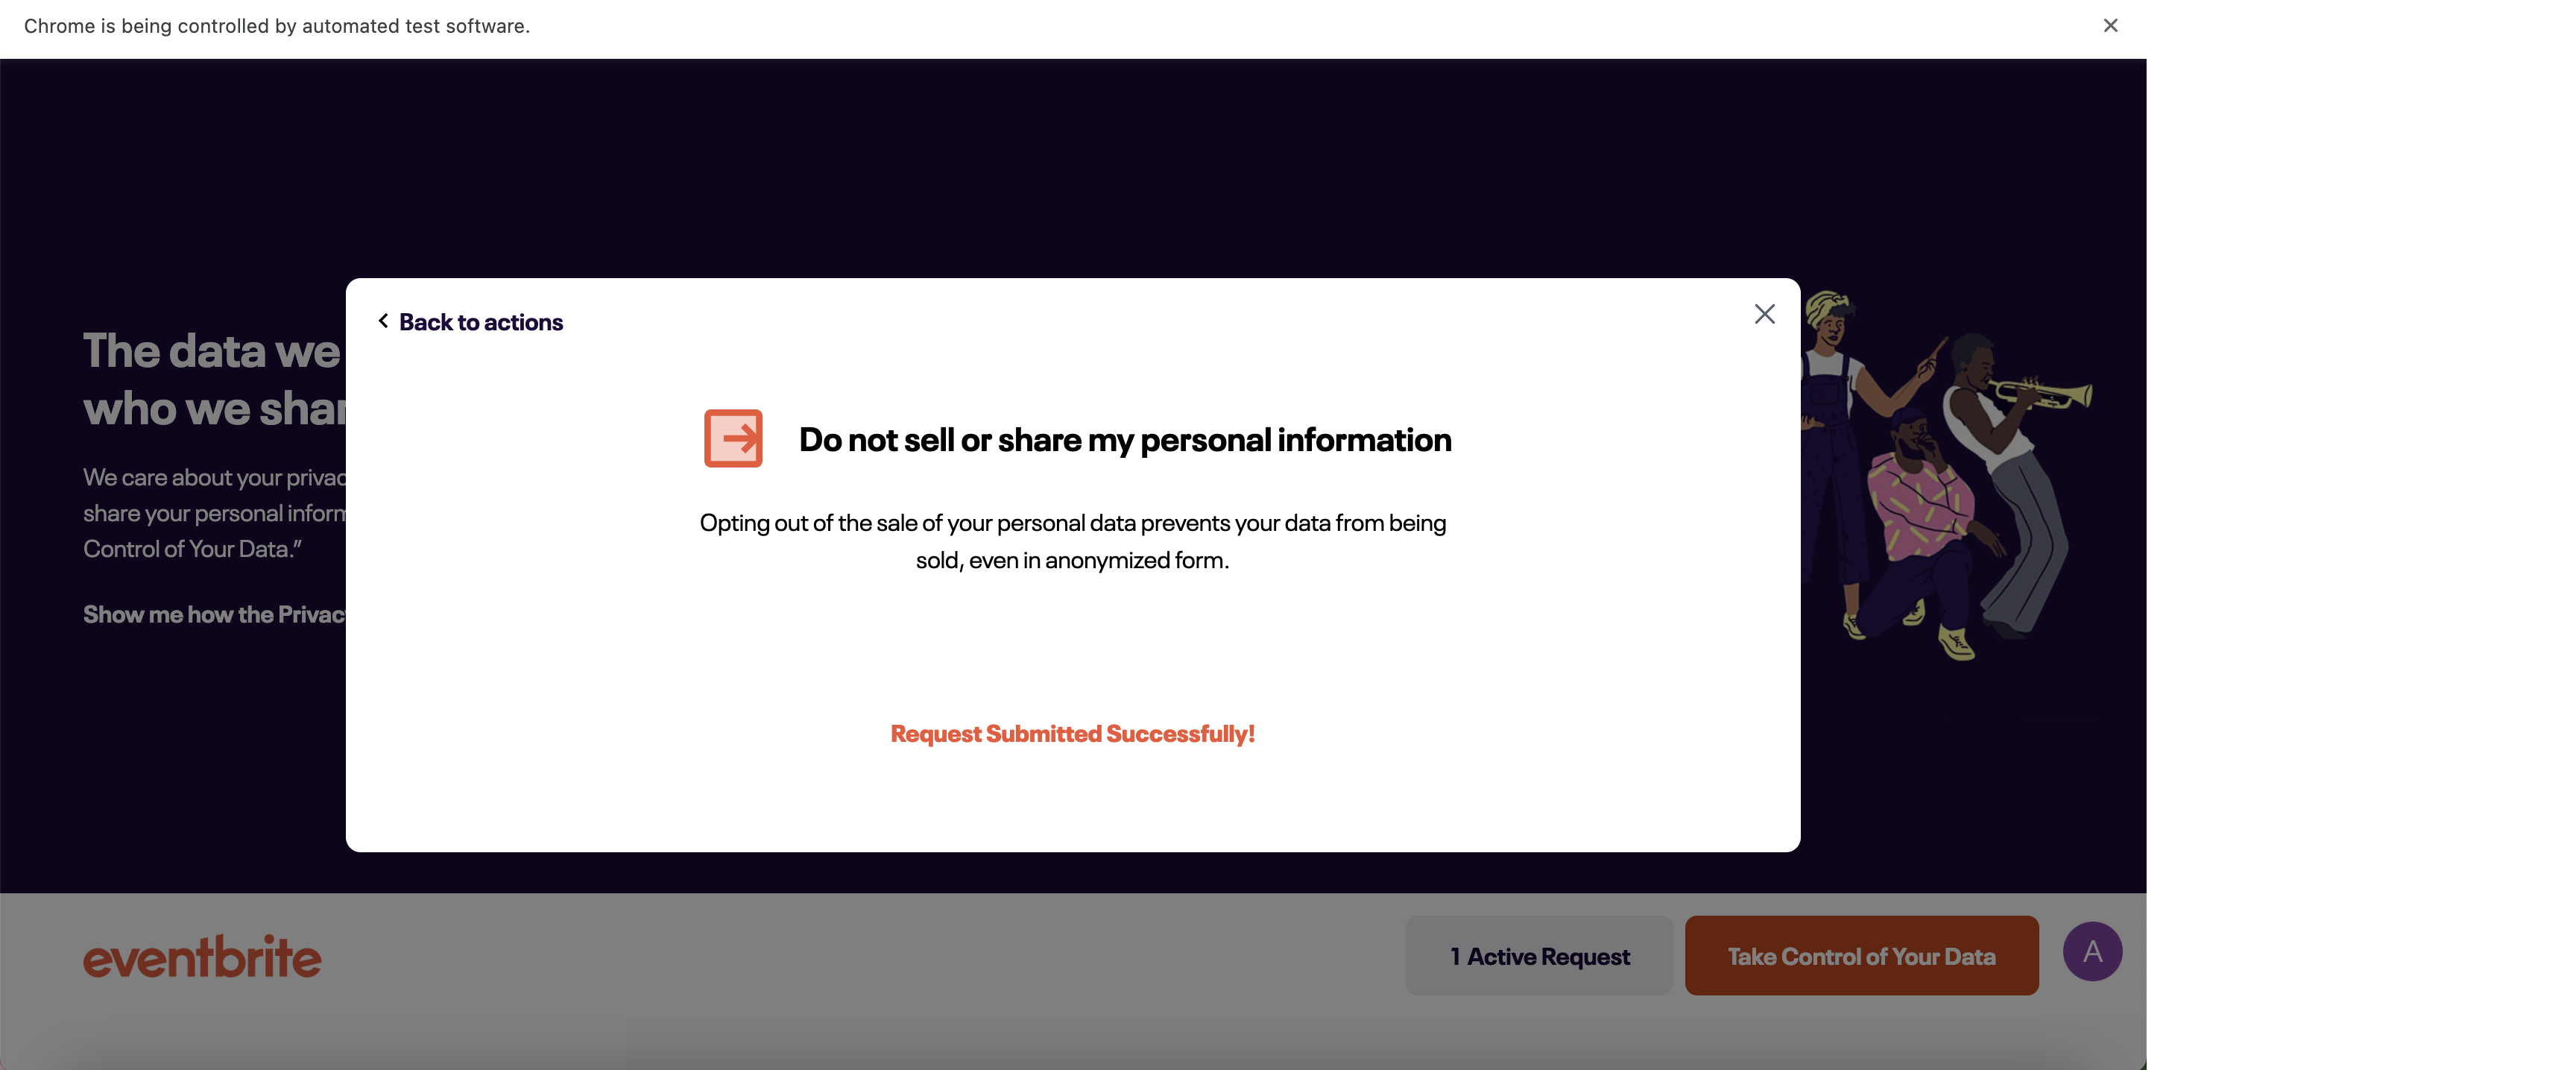 Chrome is being controlled by automated test software.
Back to actions
The data we
who we shar
We care about your privac
share your personal inform
Control of Your Data.”
Show me how the Privac
Do not sell or share my personal information
Opting out of the sale of your personal data prevents your data from being
sold, even in anonymized form.
Request Submitted Successfully!
eventbrite
1 Active Request
Take Control of Your Data
A